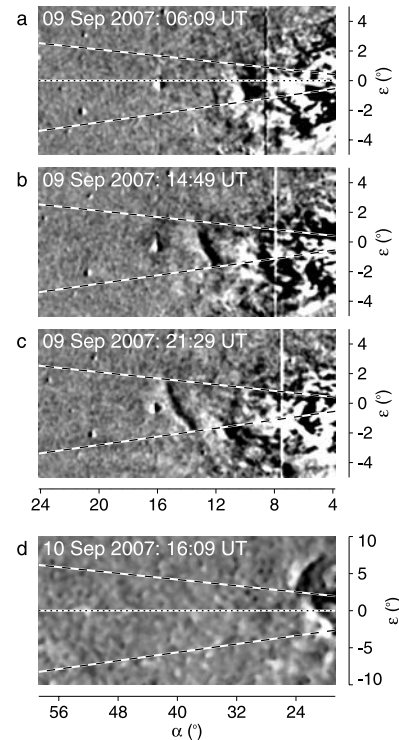 a
09 Sep 2007: 06:09 UT
4
2
0
-2
-4
ε (°)
b
09 Sep 2007: 14:49 UT
4
2
0
-2
-4
ε (°)
c
09 Sep 2007: 21:29 UT
4
2
0
-2
-4
ε (°)
24 20 16 12 8 4
d
10 Sep 2007: 16:09 UT
10
5
0
-5
-10
ε (°)
56 48 40 32 24
α (°)